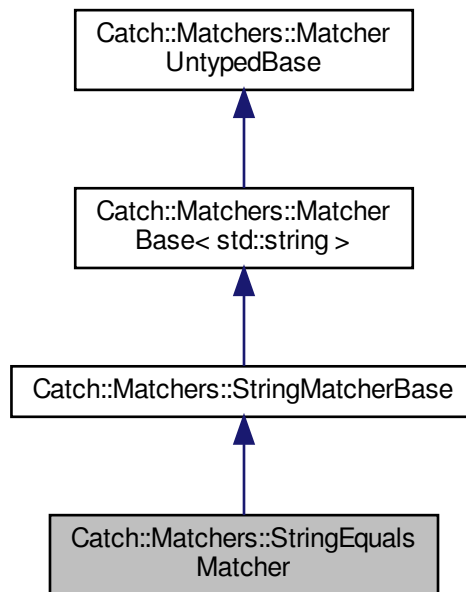 Catch::Matchers::Matcher
UntypedBase
Catch::Matchers::Matcher
Base< std::string >
Catch::Matchers::StringMatcherBase
Catch::Matchers::StringEquals
Matcher